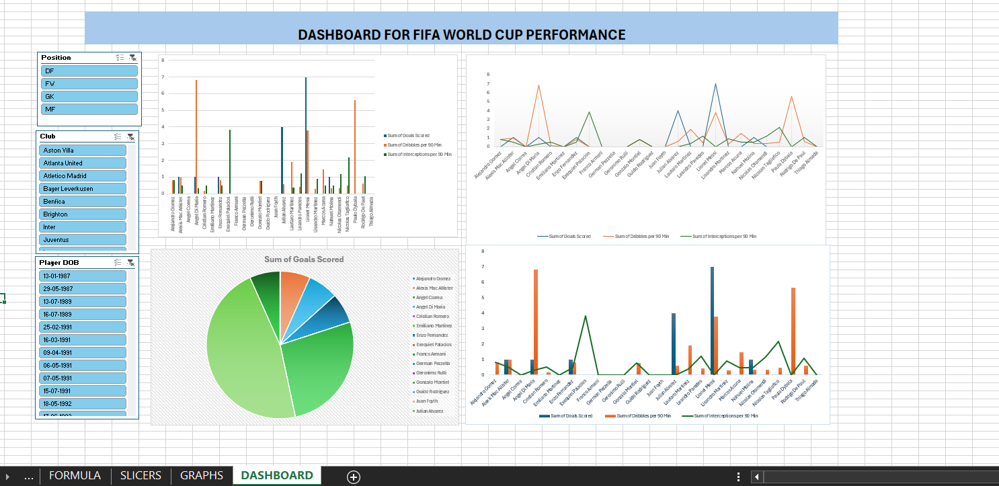 DASHBOARD FOR FIFA WORLD CUP PERFORMANCE
Position
DF
FW
GK
MF
Club
Aston Villa
Atlanta United
Atletico Madrid
Bayer Leverkusen
Benfica
Brighton
Inter
Juventus
Player DOB
13-01-1987
29-05-1987
13-07-1989
16-07-1989
25-02-1991
16-03-1991
09-04-1991
06-05-1991
07-05-1991
15-07-1991
18-05-1992
8
7
6
5
4
3
2
1
0
Alejandro Gomez
Alexis Mac Allister
Angel Correa
Angel Di Maria
Cristian Romero
Emiliano Martinez
Enzo Fernandez
Exequiel Palacios
Franco Armani
German Pezzella
Geronimo Rulli
Gonzalo Montiel
Guido Rodriguez
Juan Foyth
Julian Alvarez
Lautaro Martinez
Leandro Paredes
Lionel Messi
Lisandro Martinez
Marcos Acuna
Nahuel Molina
Nicolas Otamendi
Nicolas Tagliafico
Paulo Dybala
Rodrigo De Paul
Thiago Almada
Sum of Goals Scored
Sum of Dribbles per 90 Min
Sum of Interceptions per 90 Min
8
7
6
5
4
3
2
1
0
Alejandro Gomez
Alexis Mac Allister
Angel Correa
Angel Di Maria
Cristian Romero
Emiliano Martinez
Enzo Fernandez
Exequiel Palacios
Franco Armani
German Pezzella
Geronimo Rulli
Gonzalo Montiel
Guido Rodriguez
Juan Foyth
Julian Alvarez
Lautaro Martinez
Leandro Paredes
Lionel Messi
Lisandro Martinez
Marcos Acuna
Nahuel Molina
Nicolas Otamendi
Nicolas Tagliafico
Paulo Dybala
Rodrigo De Paul
Thiago Almada
Sum of Goals Scored
Sum of Dribbles per 90 Min
Sum of Interceptions per 90 Min
Sum of Goals Scored
Alejandro Gomez
Alexis Mac Allister
Angel Correa
Angel Di Maria
Cristian Romero
Emiliano Martinez
Enzo Fernandez
Exequiel Palacios
Franco Armani
German Pezzella
Geronimo Rulli
Gonzalo Montiel
Guido Rodriguez
Juan Foyth
Julian Alvarez
8
7
6
5
4
3
2
1
0
Alejandro Gomez
Alexis Mac Allister
Angel Correa
Angel Di Maria
Cristian Romero
Emiliano Martinez
Enzo Fernandez
Exequiel Palacios
Franco Armani
German Pezzella
Geronimo Rulli
Gonzalo Montiel
Guido Rodriguez
Juan Foyth
Julian Alvarez
Lautaro Martinez
Leandro Paredes
Lionel Messi
Lisandro Martinez
Marcos Acuna
Nahuel Molina
Nicolas Otamendi
Nicolas Tagliafico
Paulo Dybala
Rodrigo De Paul
Thiago Almada
Sum of Goals Scored
Sum of Dribbles per 90 Min
Sum of Interceptions per 90 Min
... FORMULA SLICERS GRAPHS DASHBOARD